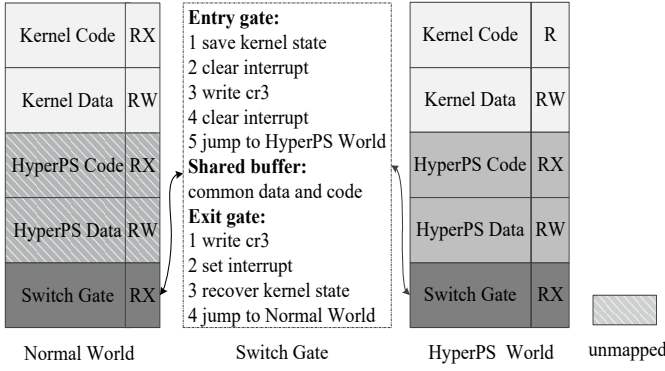 Kernel Code RX
Kernel Data RW
HyperPS Code RX
HyperPS Data RW
Switch Gate RX
Normal World
Entry gate:
1 save kernel state
2 clear interrupt
3 write cr3
4 clear interrupt
5 jump to HyperPS World
Shared buffer:
common data and code
Exit gate:
1 write cr3
2 set interrupt
3 recover kernel state
4 jump to Normal World
Switch Gate
Kernel Code R
Kernel Data RW
HyperPS Code RX
HyperPS Data RW
Switch Gate RX
HyperPS World
unmapped